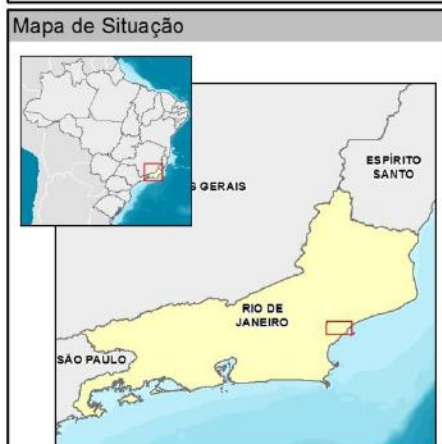 Mapa de Situação
ESPÍRITO
SANTO
S GERAIS
RIO DE
JANEIRO
SÃO PAULO